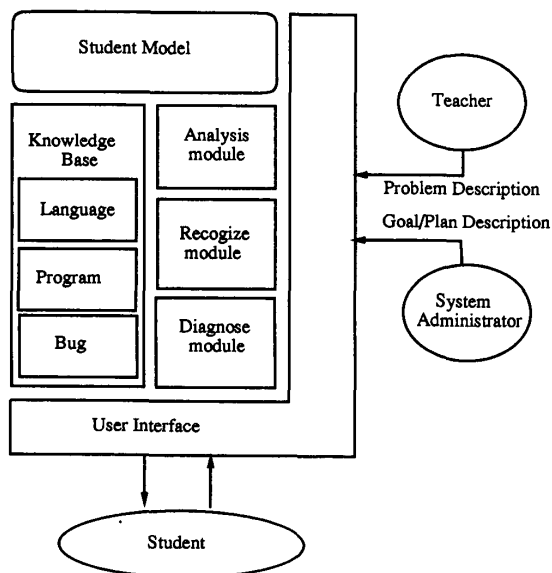 Student Model
Knowledge
Base
Language
Program
Bug
Analysis
module
Recogize
module
Diagnose
module
User Interface
Teacher
Problem Description
Goal/Plan Description
System
Administrator
Student